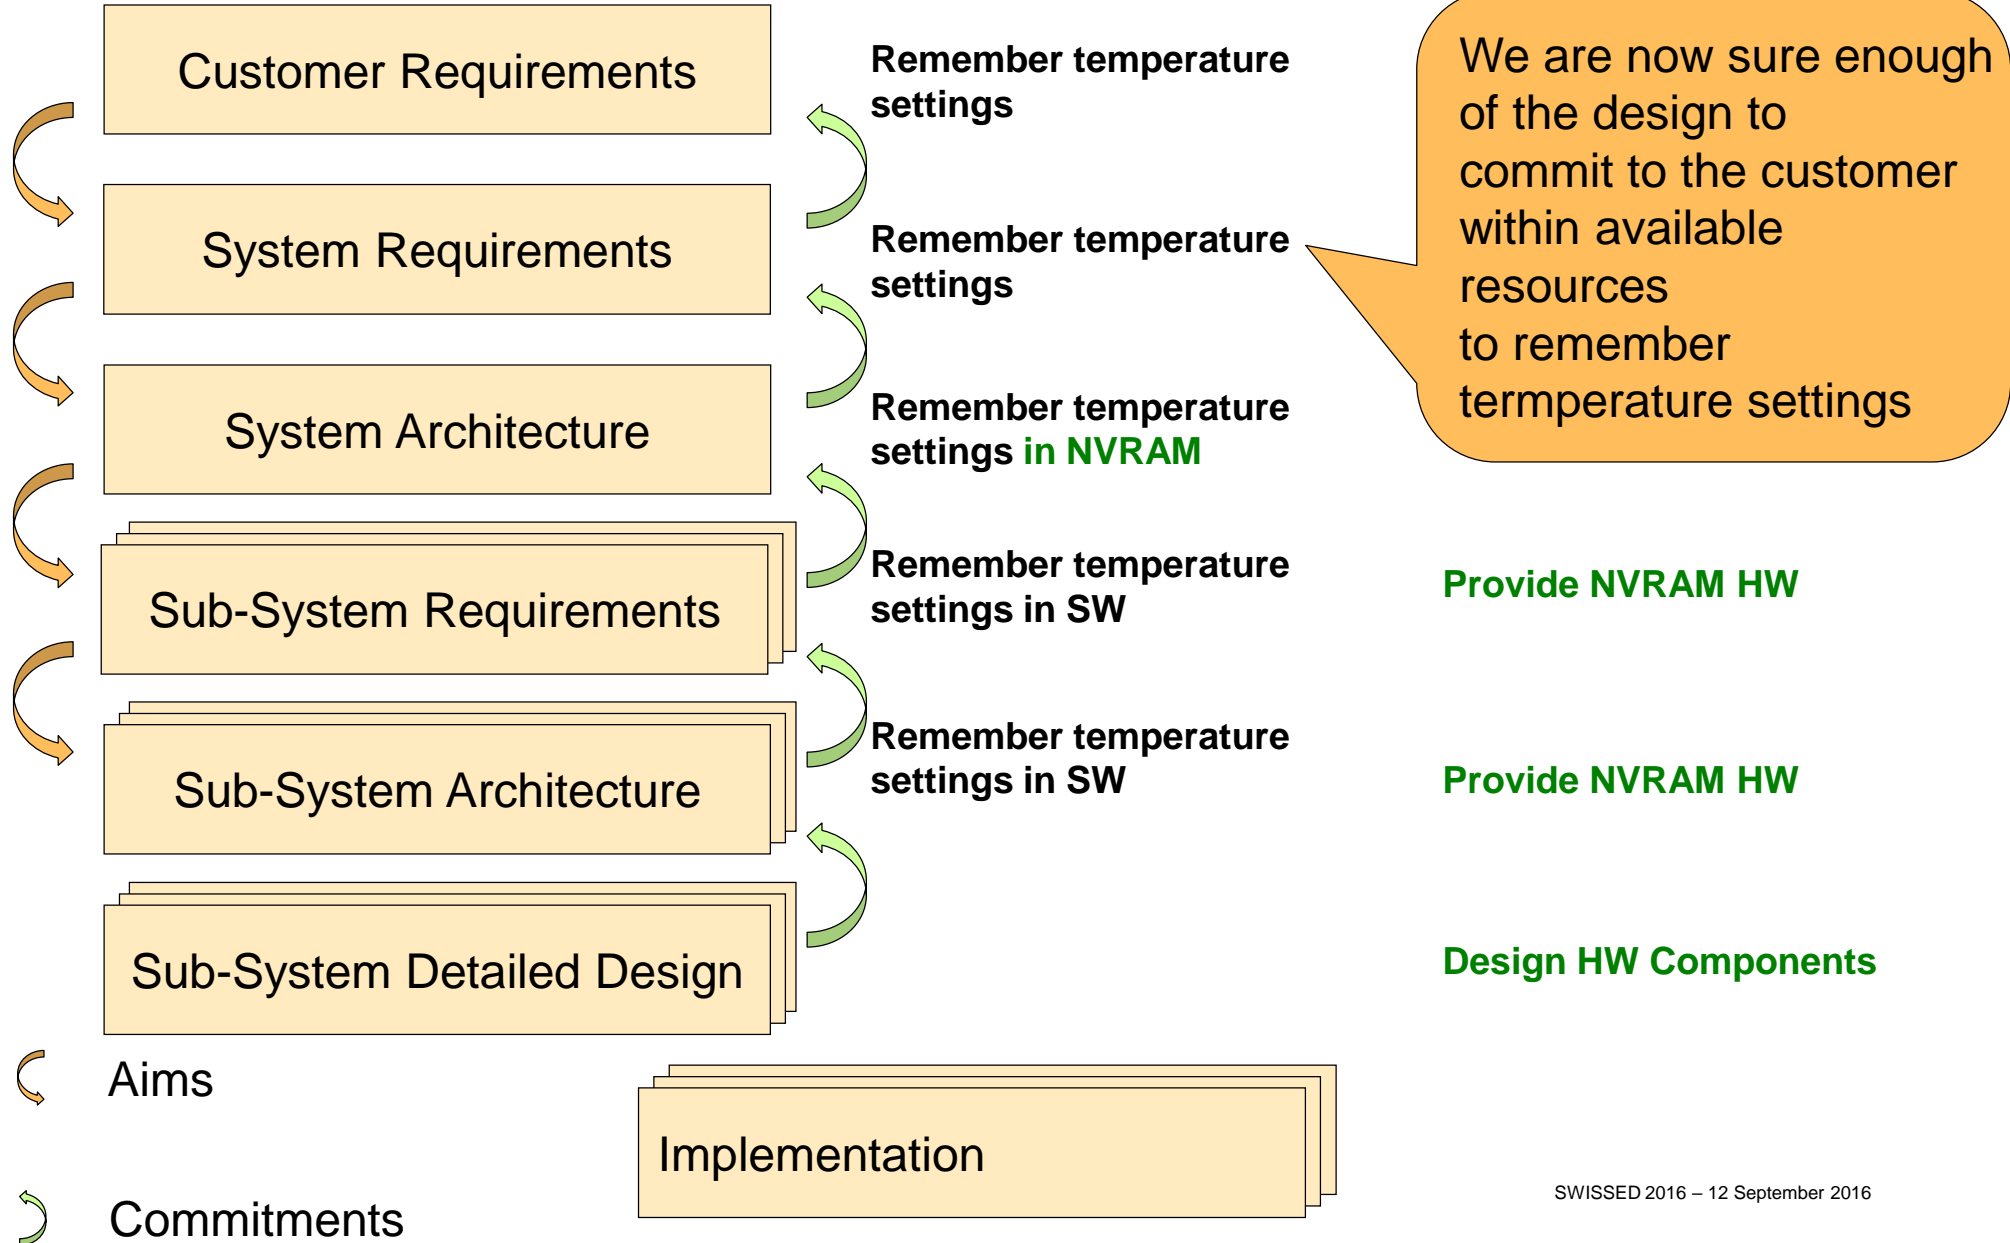 Customer Requirements
Remember temperature
settings
We are now sure enough
of the design to
commit to the customer
within available
resources
to remember
termperature settings
System Requirements
Remember temperature
settings
System Architecture
Remember temperature
settings in NVRAM
Sub-System Requirements
Remember temperature
settings in SW
Provide NVRAM HW
Sub-System Architecture
Remember temperature
settings in SW
Provide NVRAM HW
Sub-System Detailed Design
Design HW Components
Aims
Implementation
Commitments
SWISSED 2016 – 12 September 2016